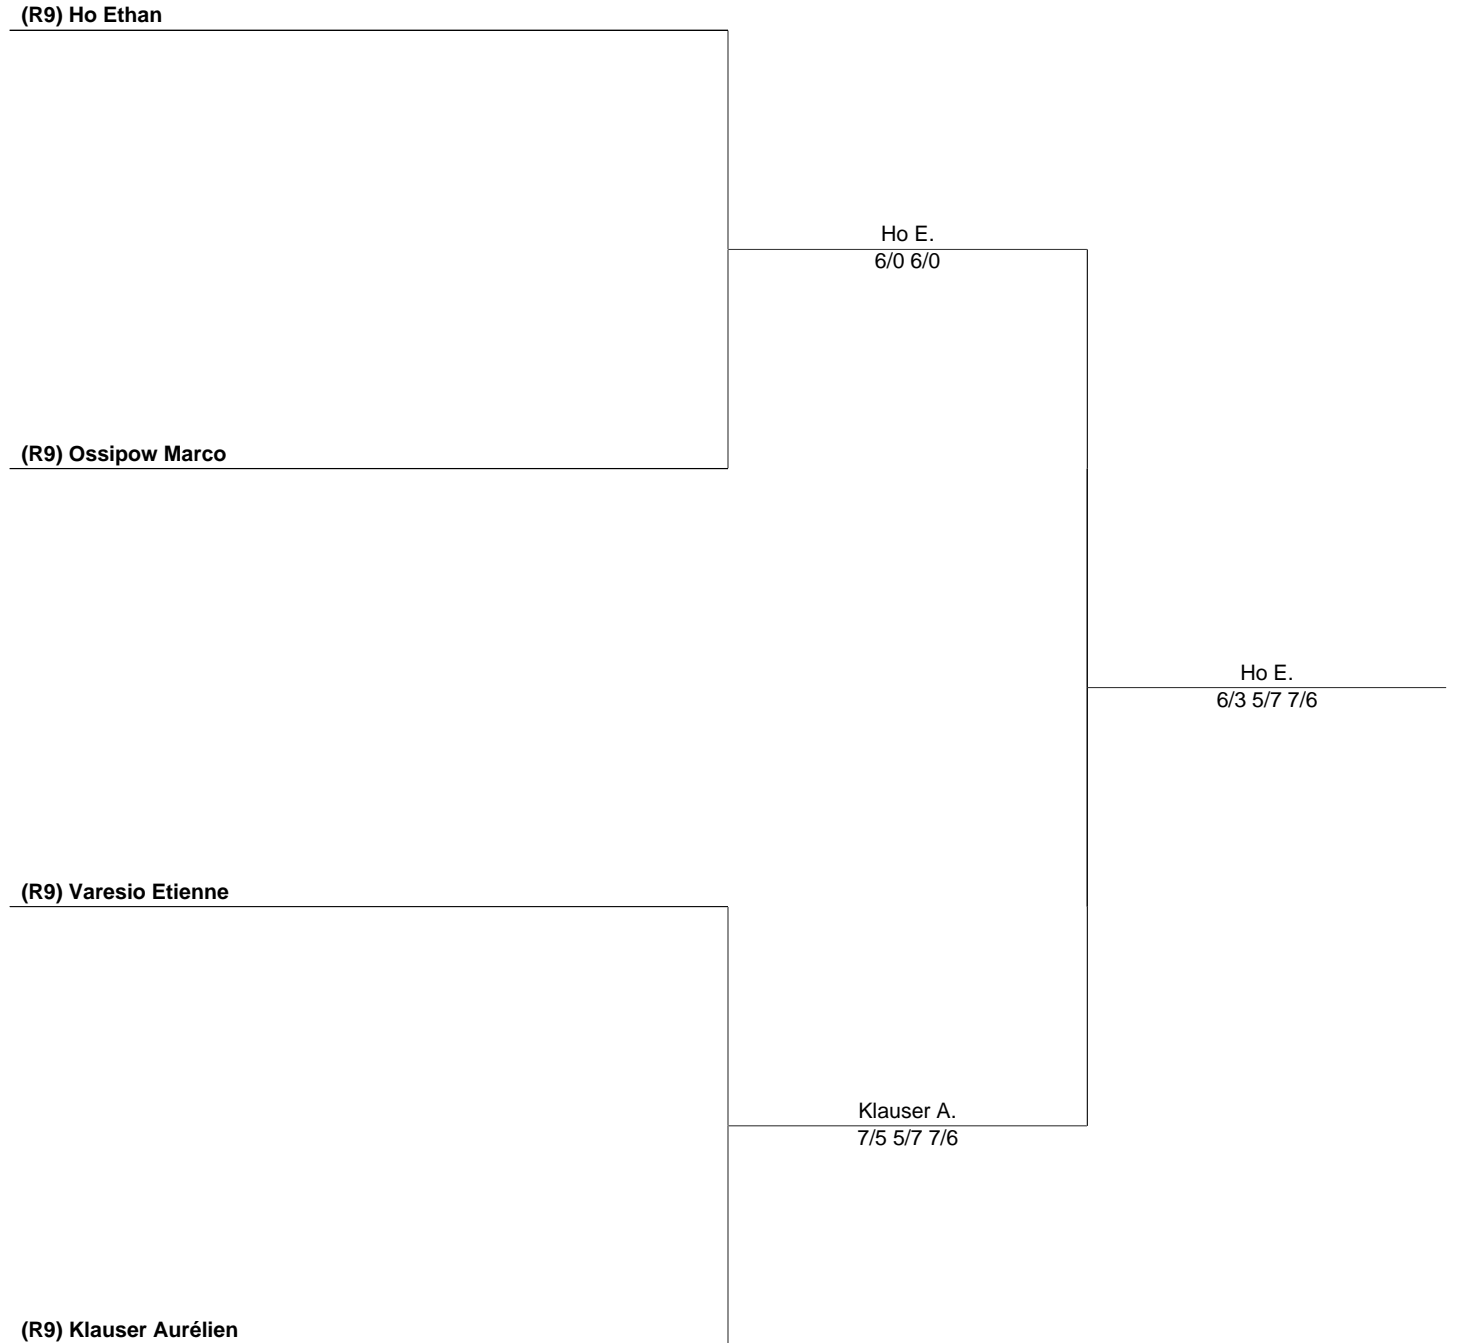 (R9) Ho Ethan
Ho E.
6/0 6/0
(R9) Ossipow Marco
Ho E.
6/3 5/7 7/6
(R9) Varesio Etienne
Klauser A.
7/5 5/7 7/6
(R9) Klauser Aurélien